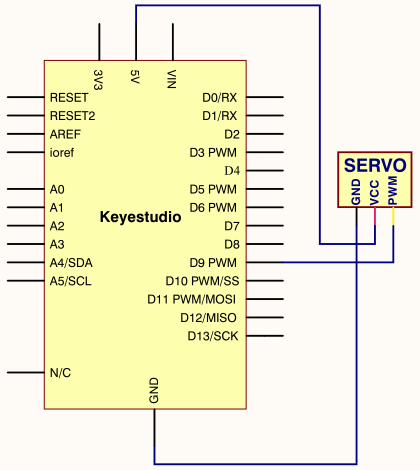 3V3
5V
VIN
RESET
RESET2
AREF
ioref
A0
A1
A2
A3
A4/SDA
A5/SCL
N/C
Keyestudio
D0/RX
D1/RX
D2
D3 PWM
D4
D5 PWM
D6 PWM
D7
D8
D9 PWM
D10 PWM/SS
D11 PWM/MOSI
D12/MISO
D13/SCK
GND
SERVO
GND
VCC
PWM